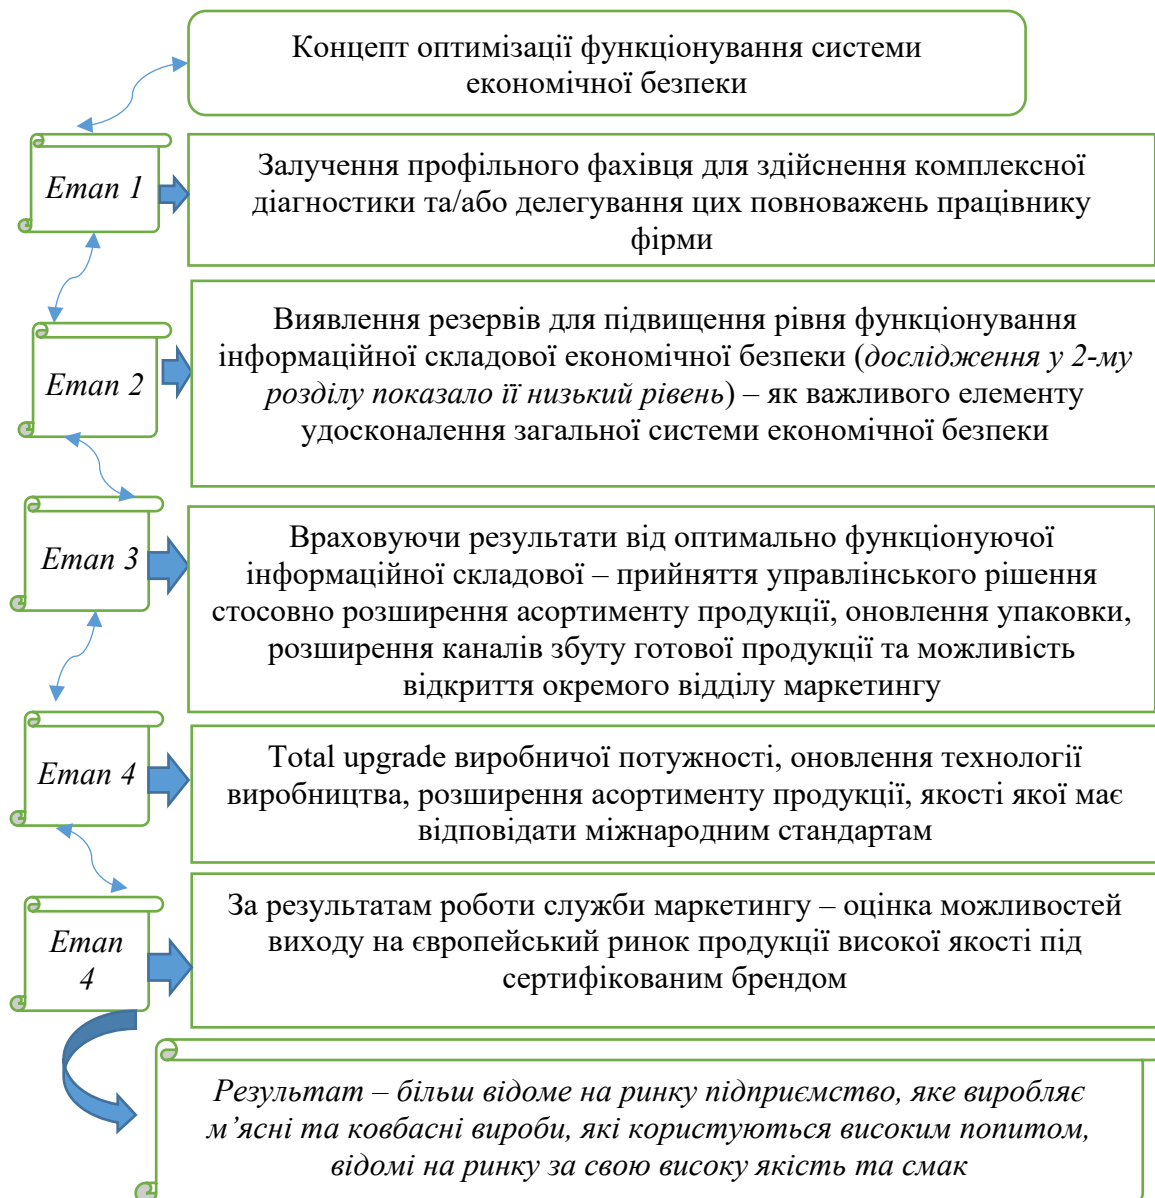 Концепт оптимізації функціонування системи
економічної безпеки
Етап 1
Залучення профільного фахівця для здійснення комплексної
діагностики та/або делегування цих повноважень працівнику
фірми
Етап 2
Виявлення резервів для підвищення рівня функціонування
інформаційної складової економічної безпеки (дослідження у 2-му
розділу показало її низький рівень) – як важливого елементу
удосконалення загальної системи економічної безпеки
Етап 3
Враховуючи результати від оптимально функціонуючої
інформаційної складової – прийняття управлінського рішення
стосовно розширення асортименту продукції, оновлення упаковки,
розширення каналів збуту готової продукції та можливість
відкриття окремого відділу маркетингу
Етап 4
Total upgrade виробничої потужності, оновлення технології
виробництва, розширення асортименту продукції, якості якої має
відповідати міжнародним стандартам
Етап
4
За результатам роботи служби маркетингу – оцінка можливостей
виходу на європейський ринок продукції високої якості під
сертифікованим брендом
Результат – більш відоме на ринку підприємство, яке виробляє
м’ясні та ковбасні вироби, які користуються високим попитом,
відомі на ринку за свою високу якість та смак